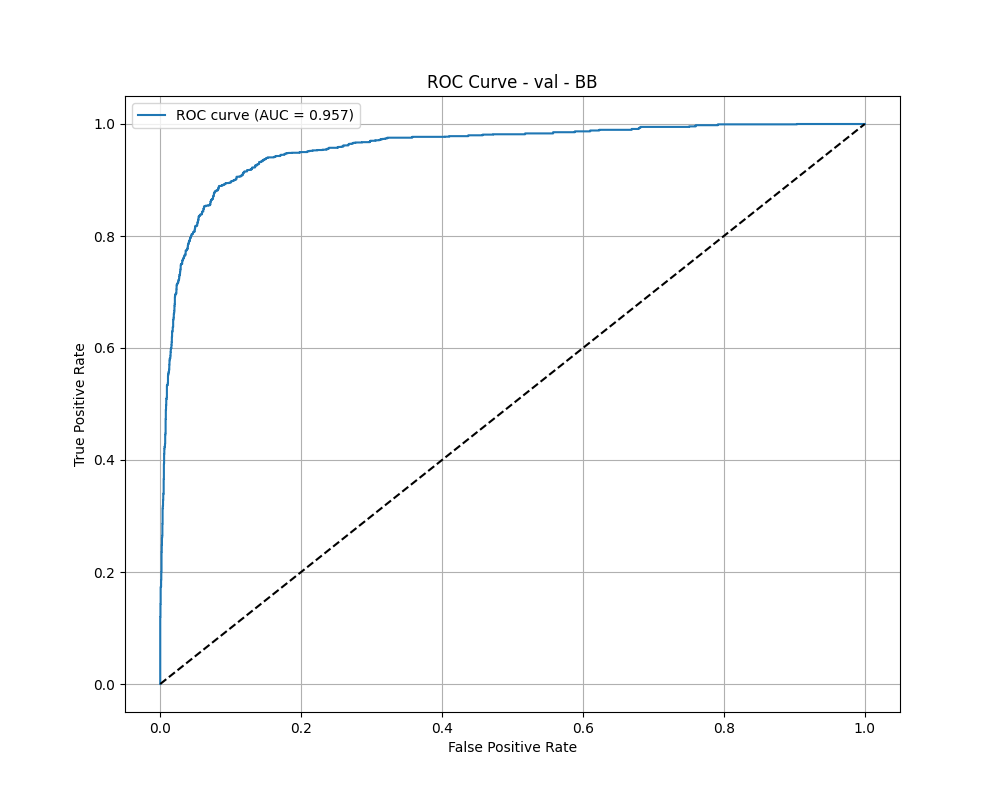 ROC Curve - val - BB
ROC curve (AUC = 0.957)
1.0
0.8
0.6
0.4
0.2
0.0
True Positive Rate
0.0 0.2 0.4 0.6 0.8 1.0
False Positive Rate